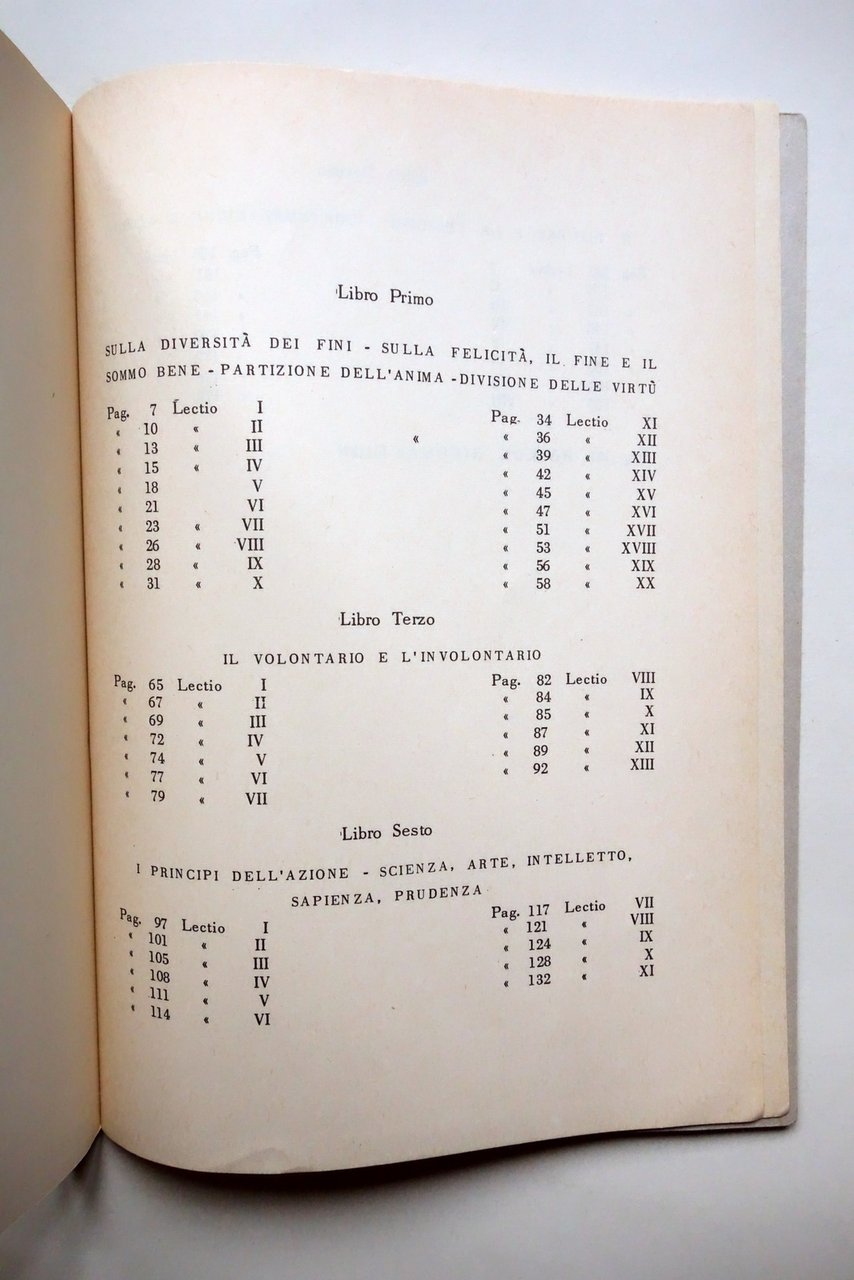 Libro Primo
SULLA DIVERSITÀ DEI FINI - SULLA FELICITÀ, IL FINE E IL
SOMMO BENE - PARTIZIONE DELL'ANIMA - DIVISIONE DELLE VIRTÙ
Pag. 7 Lectio I
« 10 « II
« 13 « III
« 15 « IV
« 18 V
« 21 VI
« 23 « VII
« 26 « VIII
« 28 « IX
« 31 « X
Pag. 34 Lectio XI
« « 36 « XII
« 39 « XIII
« 42 « XIV
« 45 « XV
« 47 « XVI
« 51 « XVII
« 53 « XVIII
« 56 « XIX
« 58 « XX
Libro Terzo
IL VOLONTARIO E L'INVOLONTARIO
Pag. 65 Lectio I
« 67 « II
« 69 « III
« 72 « IV
« 74 « V
« 77 « VI
« 79 « VII
Pag. 82 Lectio VIII
« 84 « IX
« 85 « X
« 87 « XI
« 89 « XII
« 92 « XIII
Libro Sesto
I PRINCIPI DELL'AZIONE - SCIENZA, ARTE, INTELLETTO,
SAPIENZA, PRUDENZA
Pag. 97 Lectio I
« 101 « II
« 105 « III
« 108 « IV
« 111 « V
« 114 « VI
Pag. 117 Lectio VII
« 121 « VIII
« 124 « IX
« 128 « X
« 132 « XI